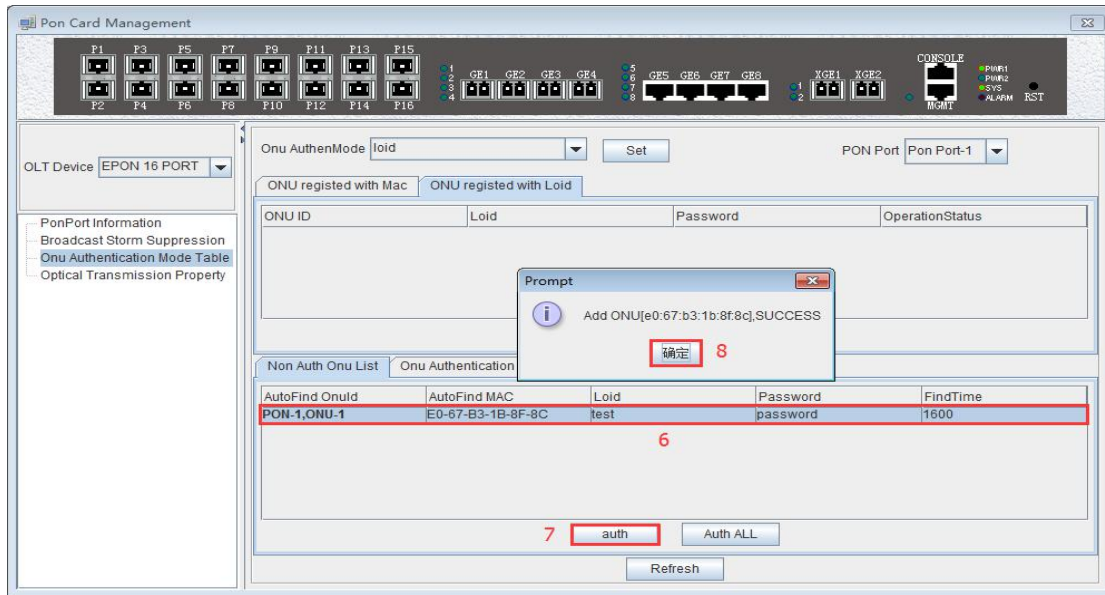 Pon Card Management
P1 P3 P5 P7 P9 P11 P13 P15
P2 P4 P6 P8 P10 P12 P14 P16
1 2 3 4
GE1 GE2 GE3 GE4
5 6 7 8
GE5 GE6 GE7 GE8
1 2
XGE1 XGE2
CONSOLE
MGMT
PWR1
PWR2
SYS
ALARM
RST
OLT Device EPON 16 PORT
PonPort Information
Broadcast Storm Suppression
Onu Authentication Mode Table
Optical Transmission Property
Onu AuthenMode loid Set PON Port Pon Port-1
ONU registed with Mac ONU registed with Loid
ONU ID Loid Password OperationStatus
Prompt
Add ONU[e0:67:b3:1b:8f:8c],SUCCESS
确定 8
Non Auth Onu List Onu Authentication
AutoFind OnuId AutoFind MAC Loid Password FindTime
PON-1,ONU-1 E0-67-B3-1B-8F-8C test password 1600
6
7 auth Auth ALL
Refresh